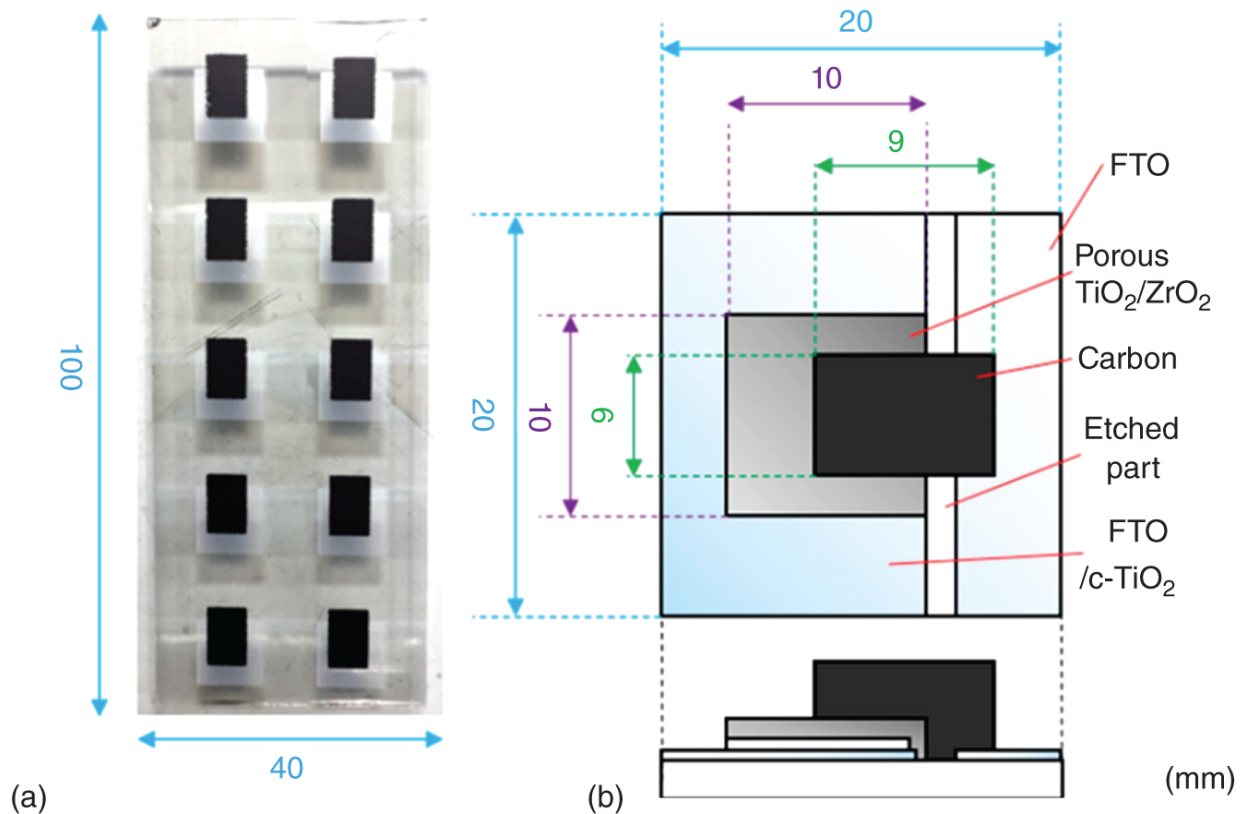 100
40
(a)
20
10
9
20
10
6
FTO
Porous
TiO₂/ZrO₂
Carbon
Etched
part
FTO
/c-TiO₂
(b)
(mm)